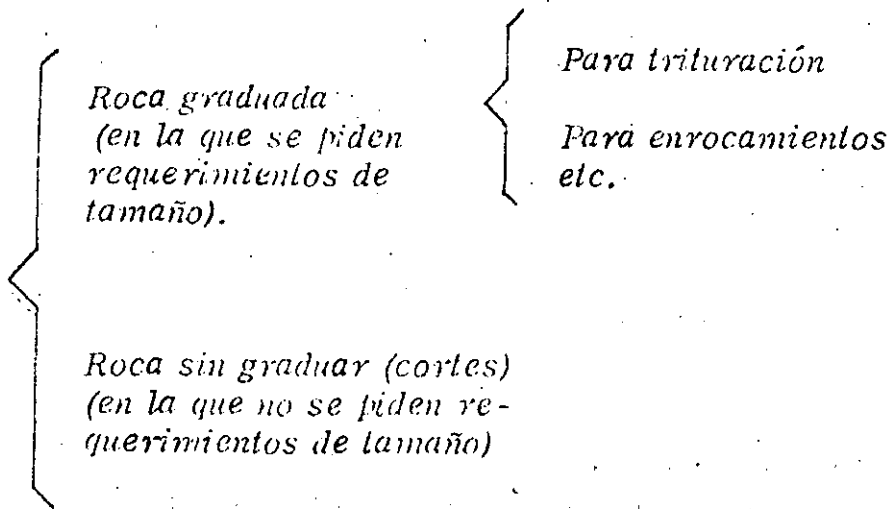 Roca graduada
(en la que se piden
requerimientos de
tamaño).
Para trituración
Para enrocamientos
etc.
Roca sin graduar (cortes)
(en la que no se piden re-
querimientos de tamaño)